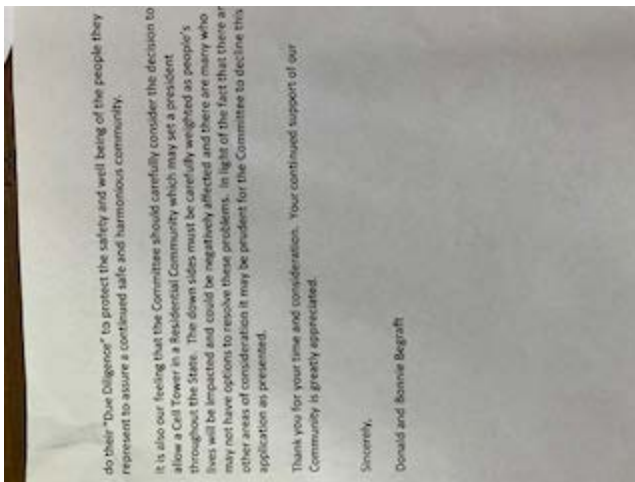 do their "Due Diligence" to protect the safety and well being of the people they
represent to assure a continued safe and harmonious community.
it is also our feeling that the Committee should carefully consider the decision to
allow a Cell Tower in a Residential Community which may set a president
throughout the State. The down sides must be carefully weighted as people's
lives will be impacted and could be negatively affected and there are many who
may not have options to resolve these problems. In light of the fact that there ar
other areas of consideration it may be prudent for the Committee to decline this
application as presented.
Thank you for your time and consideration. Your continued support of our
Community is greatly appreciated.
Sincerely,
Donald and Bonnie Begraft